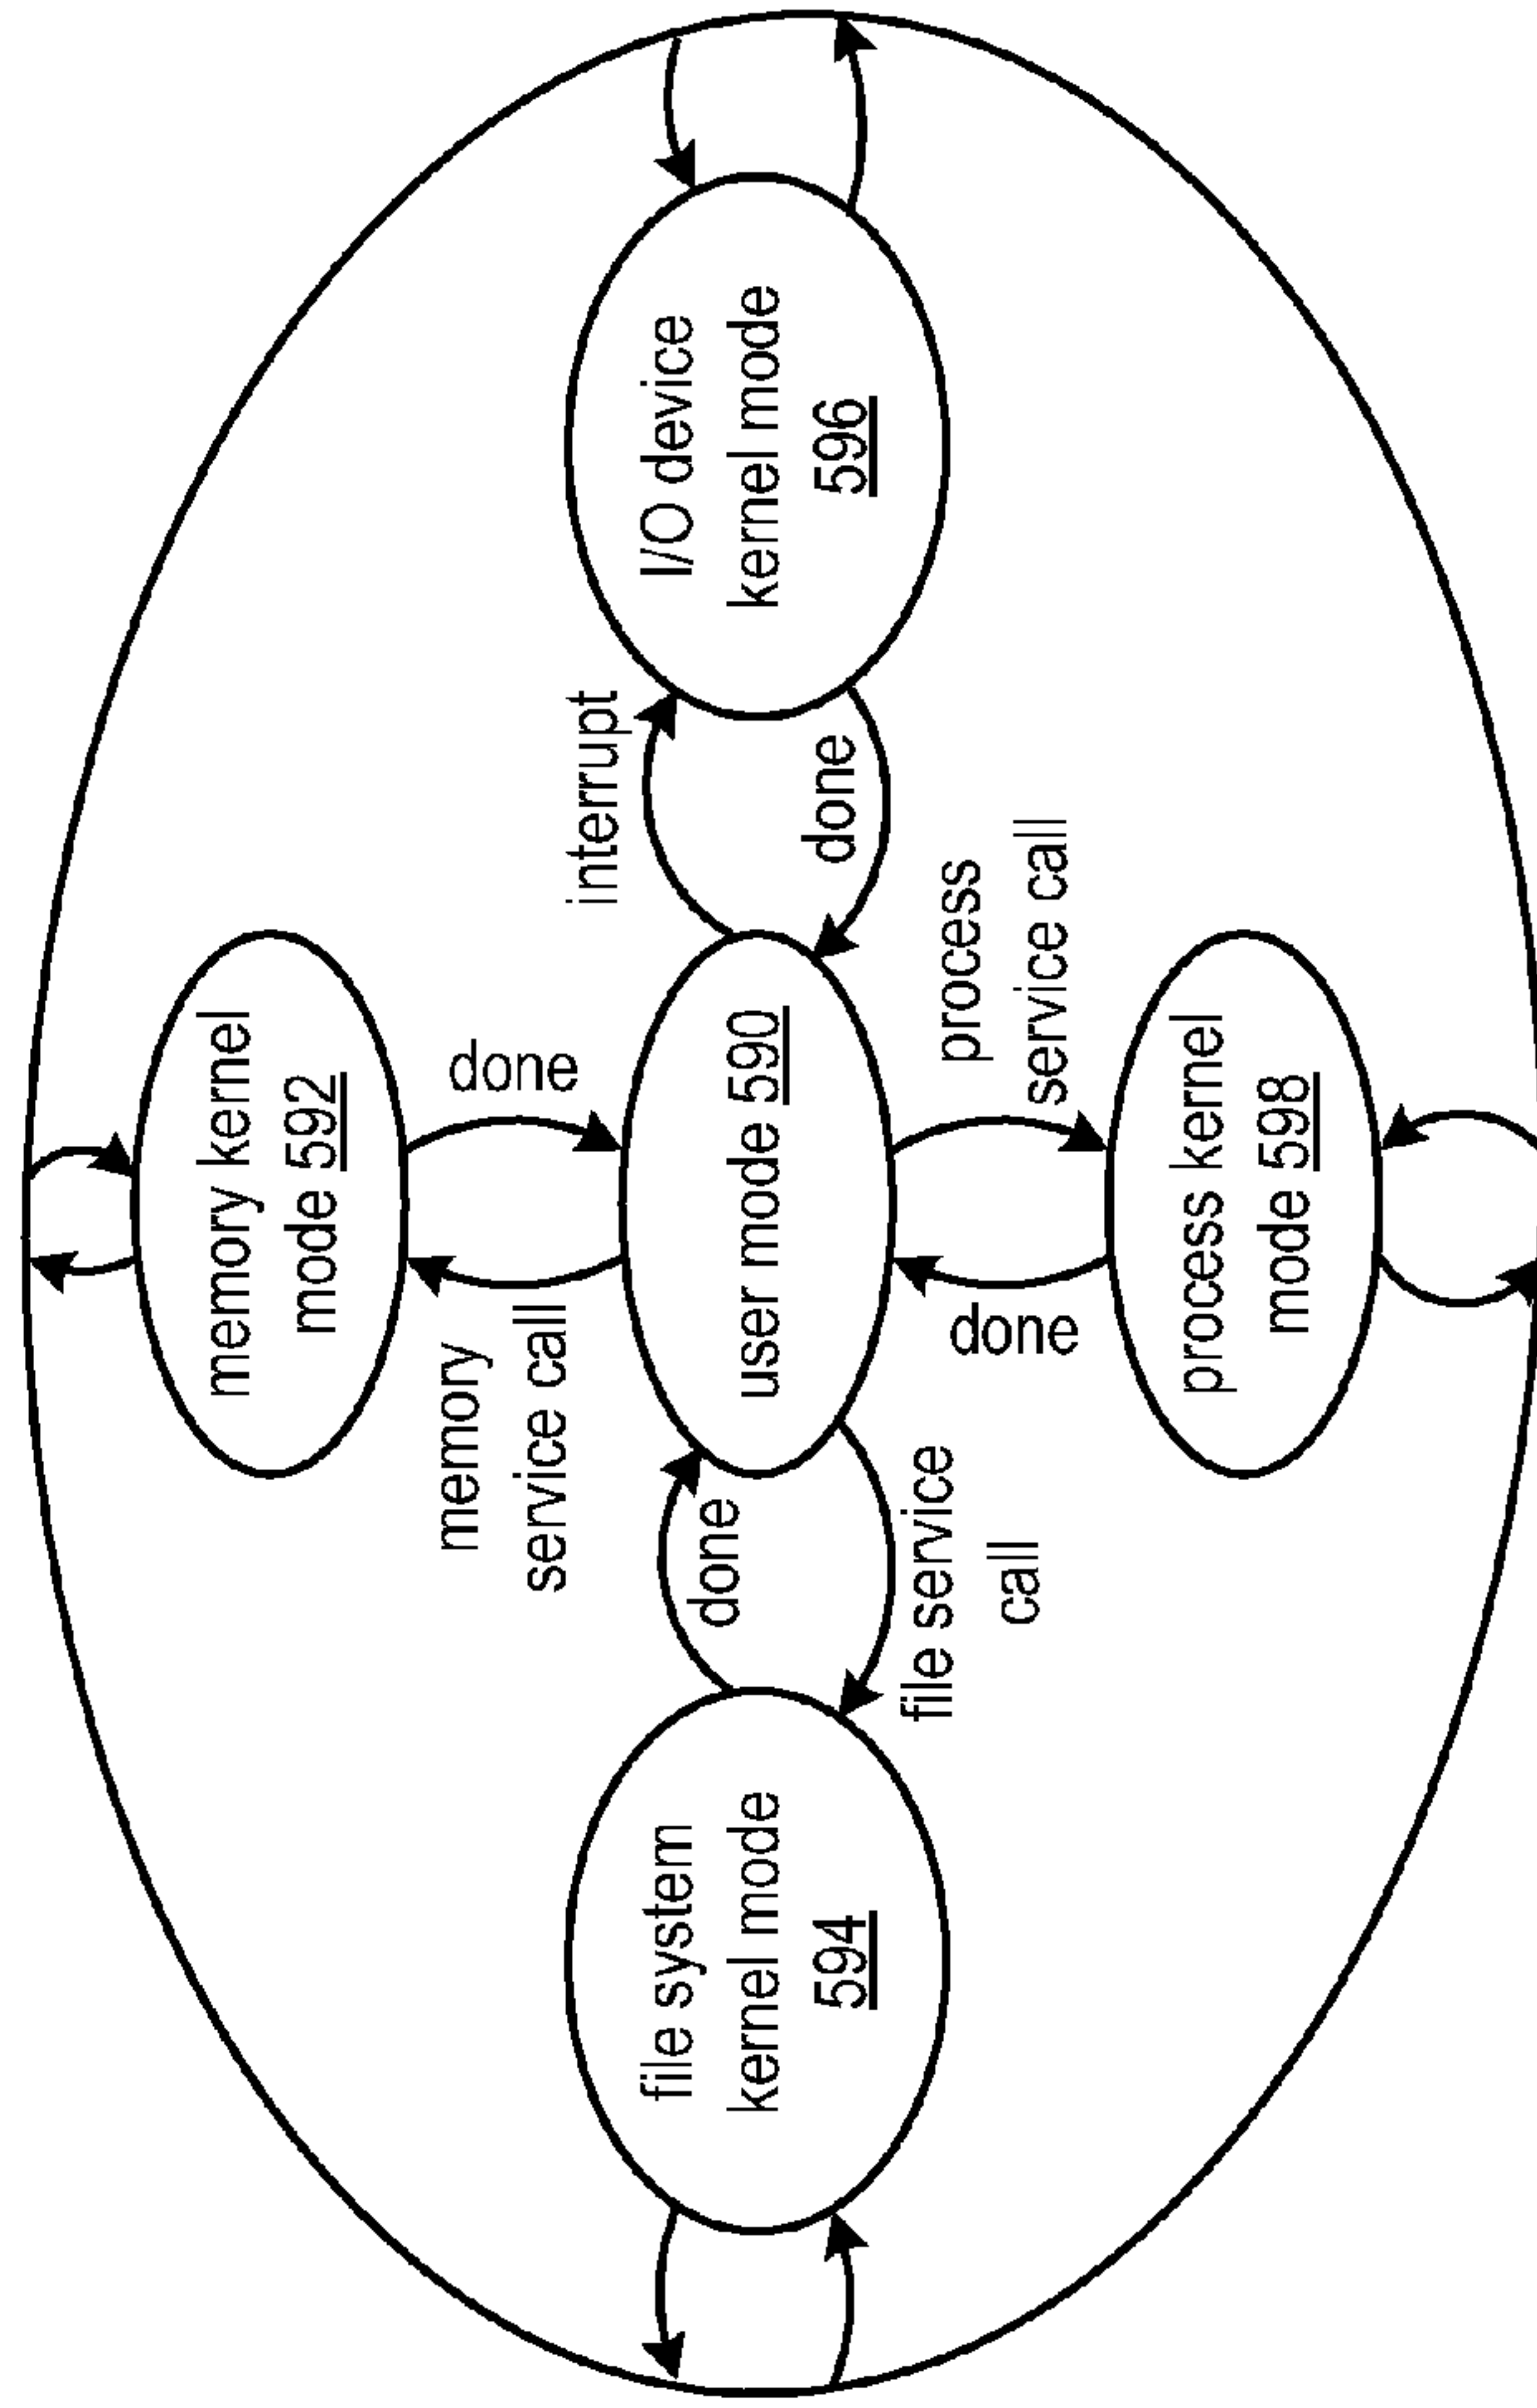 memory kernel
mode 592
memory
service call
done
file system
kernel mode
594
done
file service
call
user mode 590
interrupt
done
I/O device
kernel mode
596
done
process
service call
process kernel
mode 598